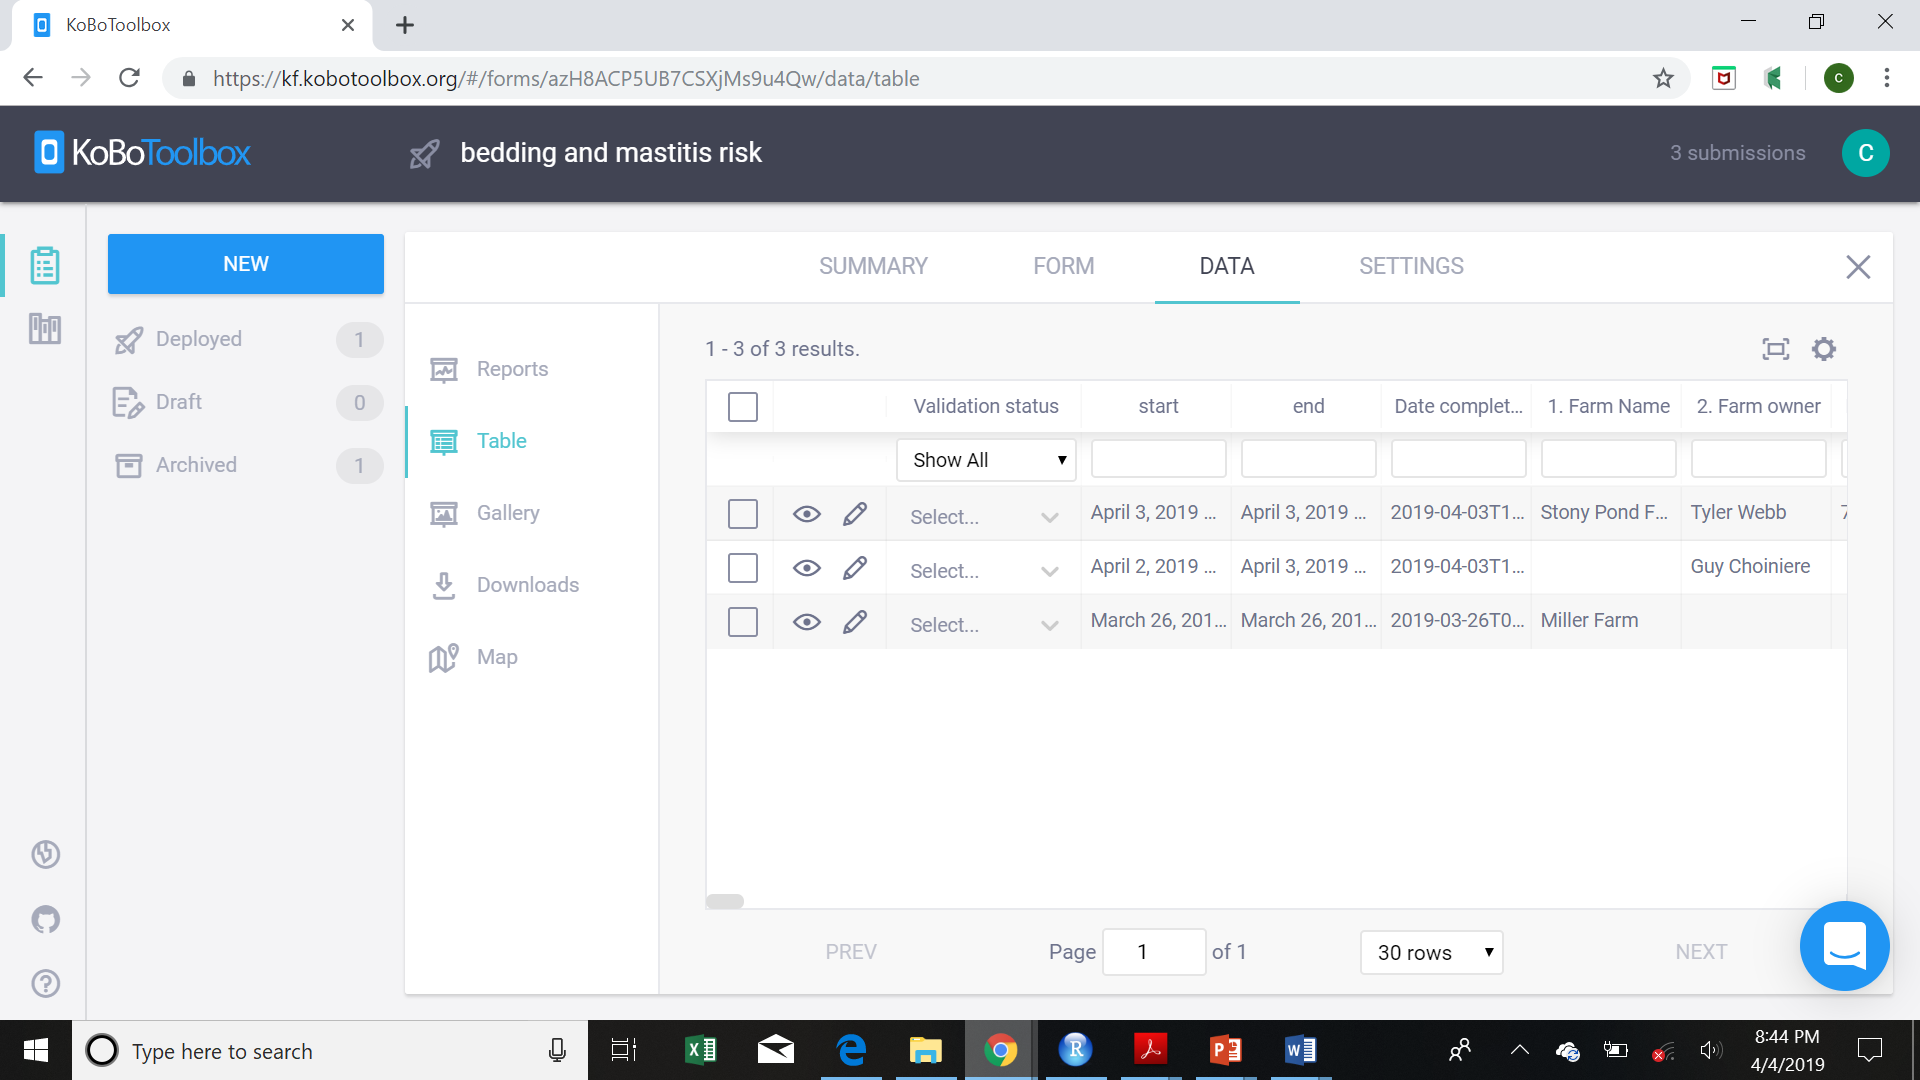 KoBoToolbox
https://kf.kobotoolbox.org/#/forms/azH8ACP5UB7CSXjMs9u4Qw/data/table
C
KoBoToolbox
bedding and mastitis risk
3 submissions
C
NEW
SUMMARY FORM DATA SETTINGS
Deployed 1
Draft 0
Archived 1
Reports
Table
Gallery
Downloads
Map
1 - 3 of 3 results.
Validation status start end Date complet... 1. Farm Name 2. Farm owner
Show All
Select... April 3, 2019 ... April 3, 2019 ... 2019-04-03T1... Stony Pond F... Tyler Webb
Select... April 2, 2019 ... April 3, 2019 ... 2019-04-03T1... Guy Choiniere
Select... March 26, 201... March 26, 201... 2019-03-26T0... Miller Farm
PREV Page 1 of 1 30 rows NEXT
Type here to search
8:44 PM
4/4/2019